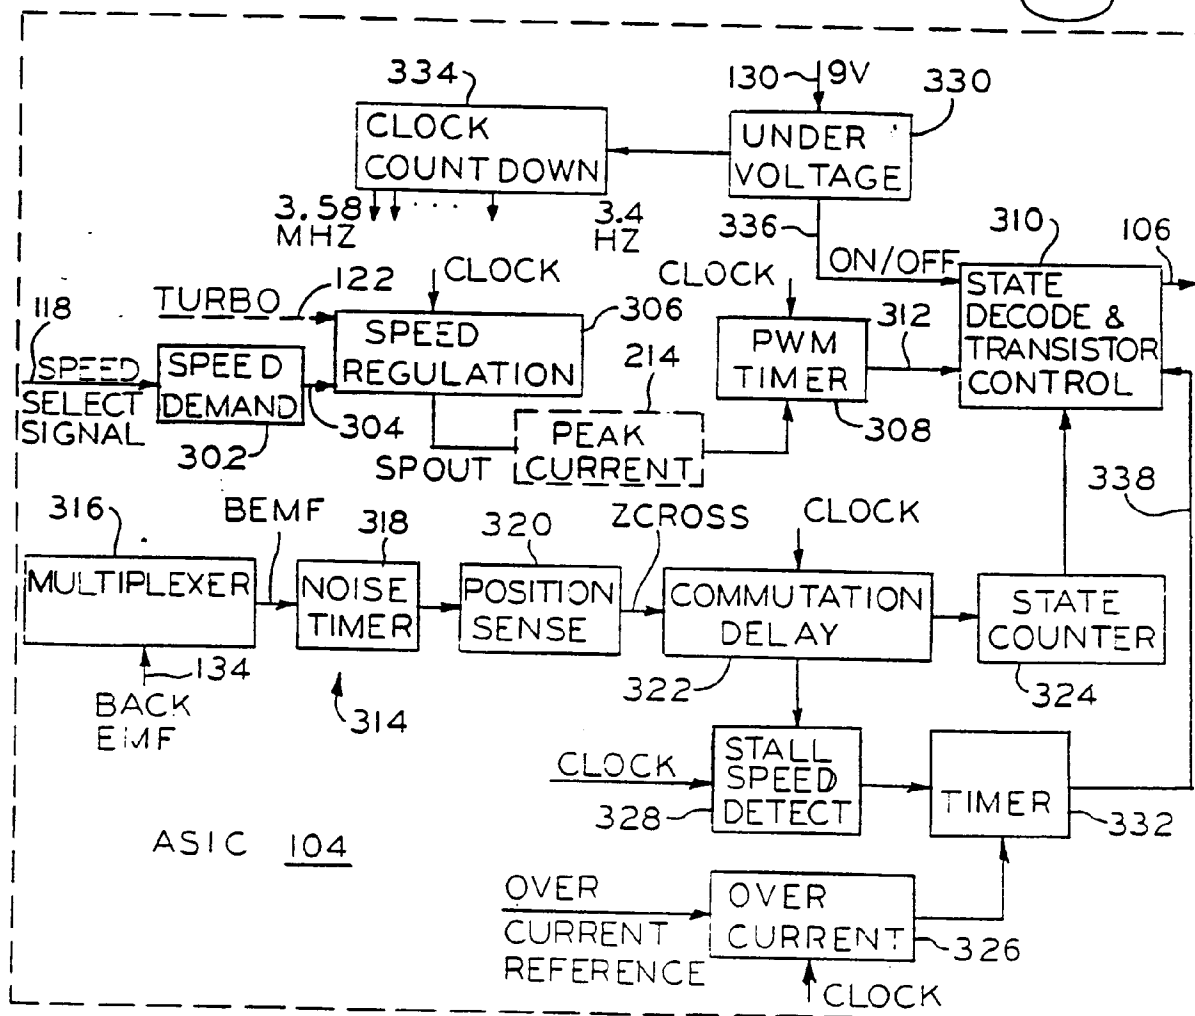 334
130 9V
330
CLOCK
COUNT DOWN
UNDER
VOLTAGE
3.58
MHZ
3.4
HZ
336
ON/OFF
310
106
118
TURBO
122
CLOCK
306
CLOCK
312
STATE
DECODE &
TRANSISTOR
CONTROL
SPEED
SELECT
SIGNAL
SPEED
DEMAND
302
304
SPEED
REGULATION
214
PWM
TIMER
308
SPOUT
PEAK
CURRENT
338
316
BEMF
318
320
ZCROSS
CLOCK
MULTIPLEXER
NOISE
TIMER
POSITION
SENSE
COMMUTATION
DELAY
STATE
COUNTER
134
BACK
EMF
314
322
324
CLOCK
STALL
SPEED
DETECT
328
TIMER
332
ASIC 104
OVER
CURRENT
REFERENCE
OVER
CURRENT
326
CLOCK